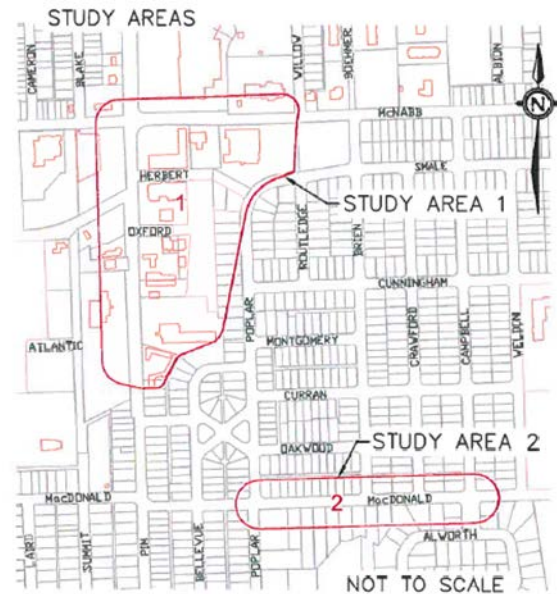 STUDY AREAS
CAMERON
BLAKE
WILLOW
BOEHMER
ALBION
McNABB
N
SMALE
HERBERT
1
STUDY AREA 1
OXFORD
ROUTLEDGE
BRIEN
CUNNINGHAM
POPLAR
MONTGOMERY
CRAWFORD
CAMPBELL
WELDON
ATLANTIC
CURRAN
OAKWOOD
STUDY AREA 2
MacDONALD
2
MacDONALD
LAIRD
SUMMIT
PIM
BELLEVUE
POPLAR
ALWORTH
NOT TO SCALE